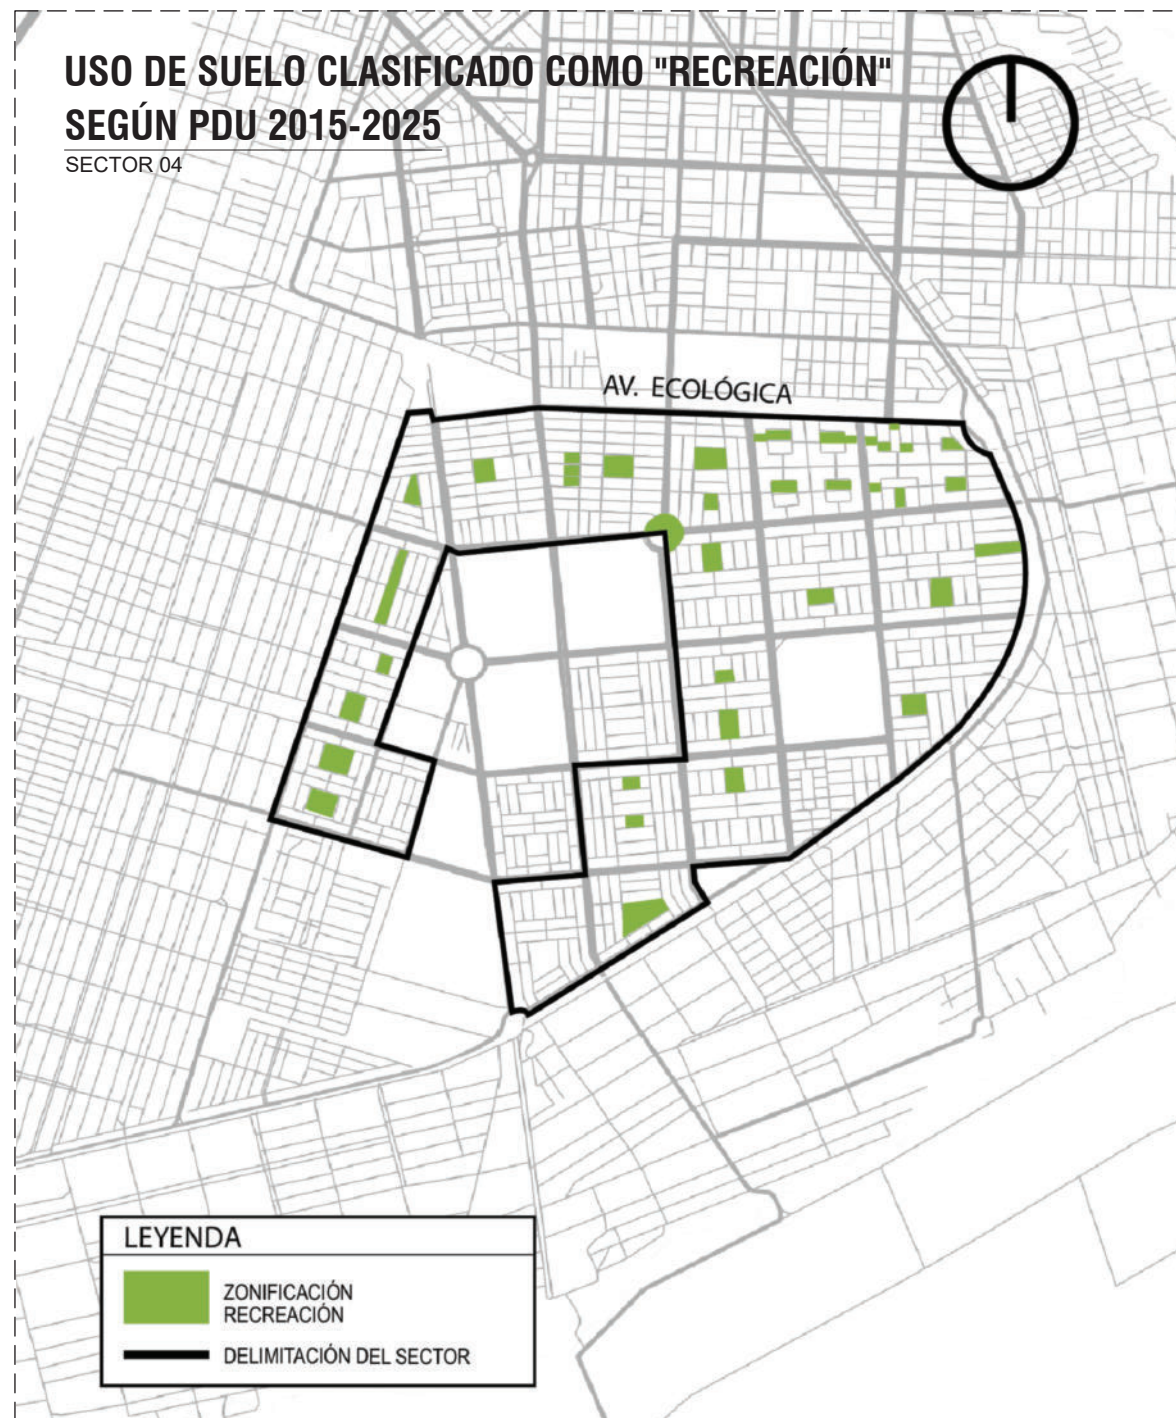 USO DE SUELO CLASIFICADO COMO "RECREACIÓN"
SEGÚN PDU 2015-2025
SECTOR 04
AV. ECOLÓGICA
LEYENDA
ZONIFICACIÓN
RECREACIÓN
DELIMITACIÓN DEL SECTOR